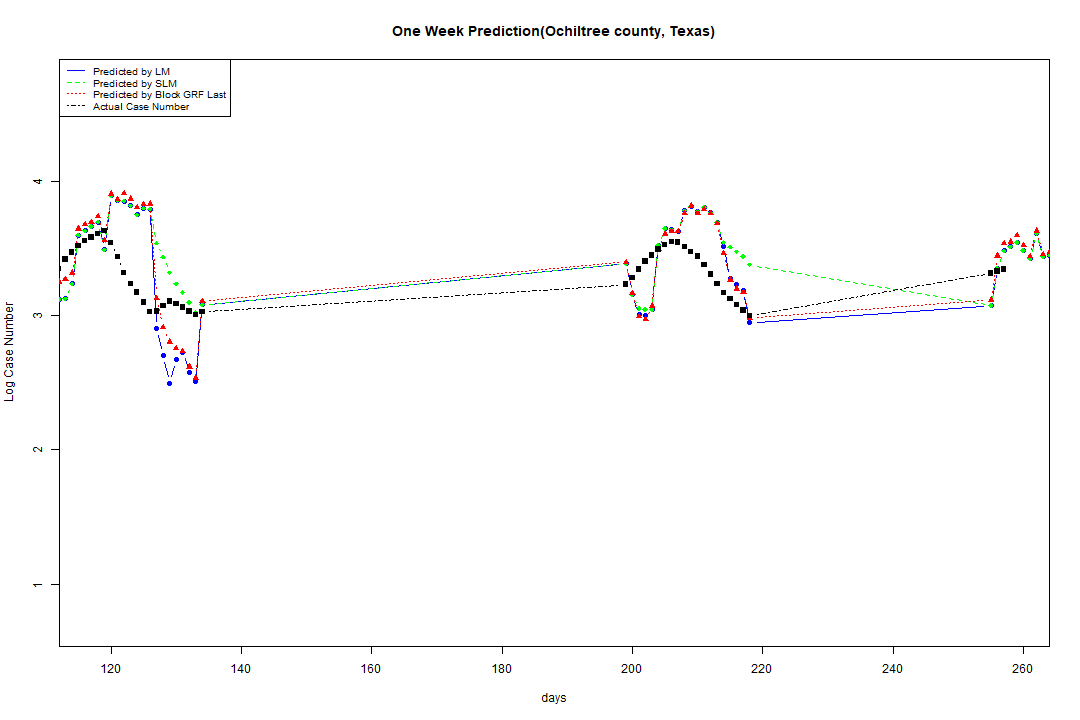 One Week Prediction(Ochiltree county, Texas)
Predicted by LM
Predicted by SLM
Predicted by Block GRF Last
Actual Case Number
4
3
2
1
Log Case Number
120 140 160 180 200 220 240 260
days